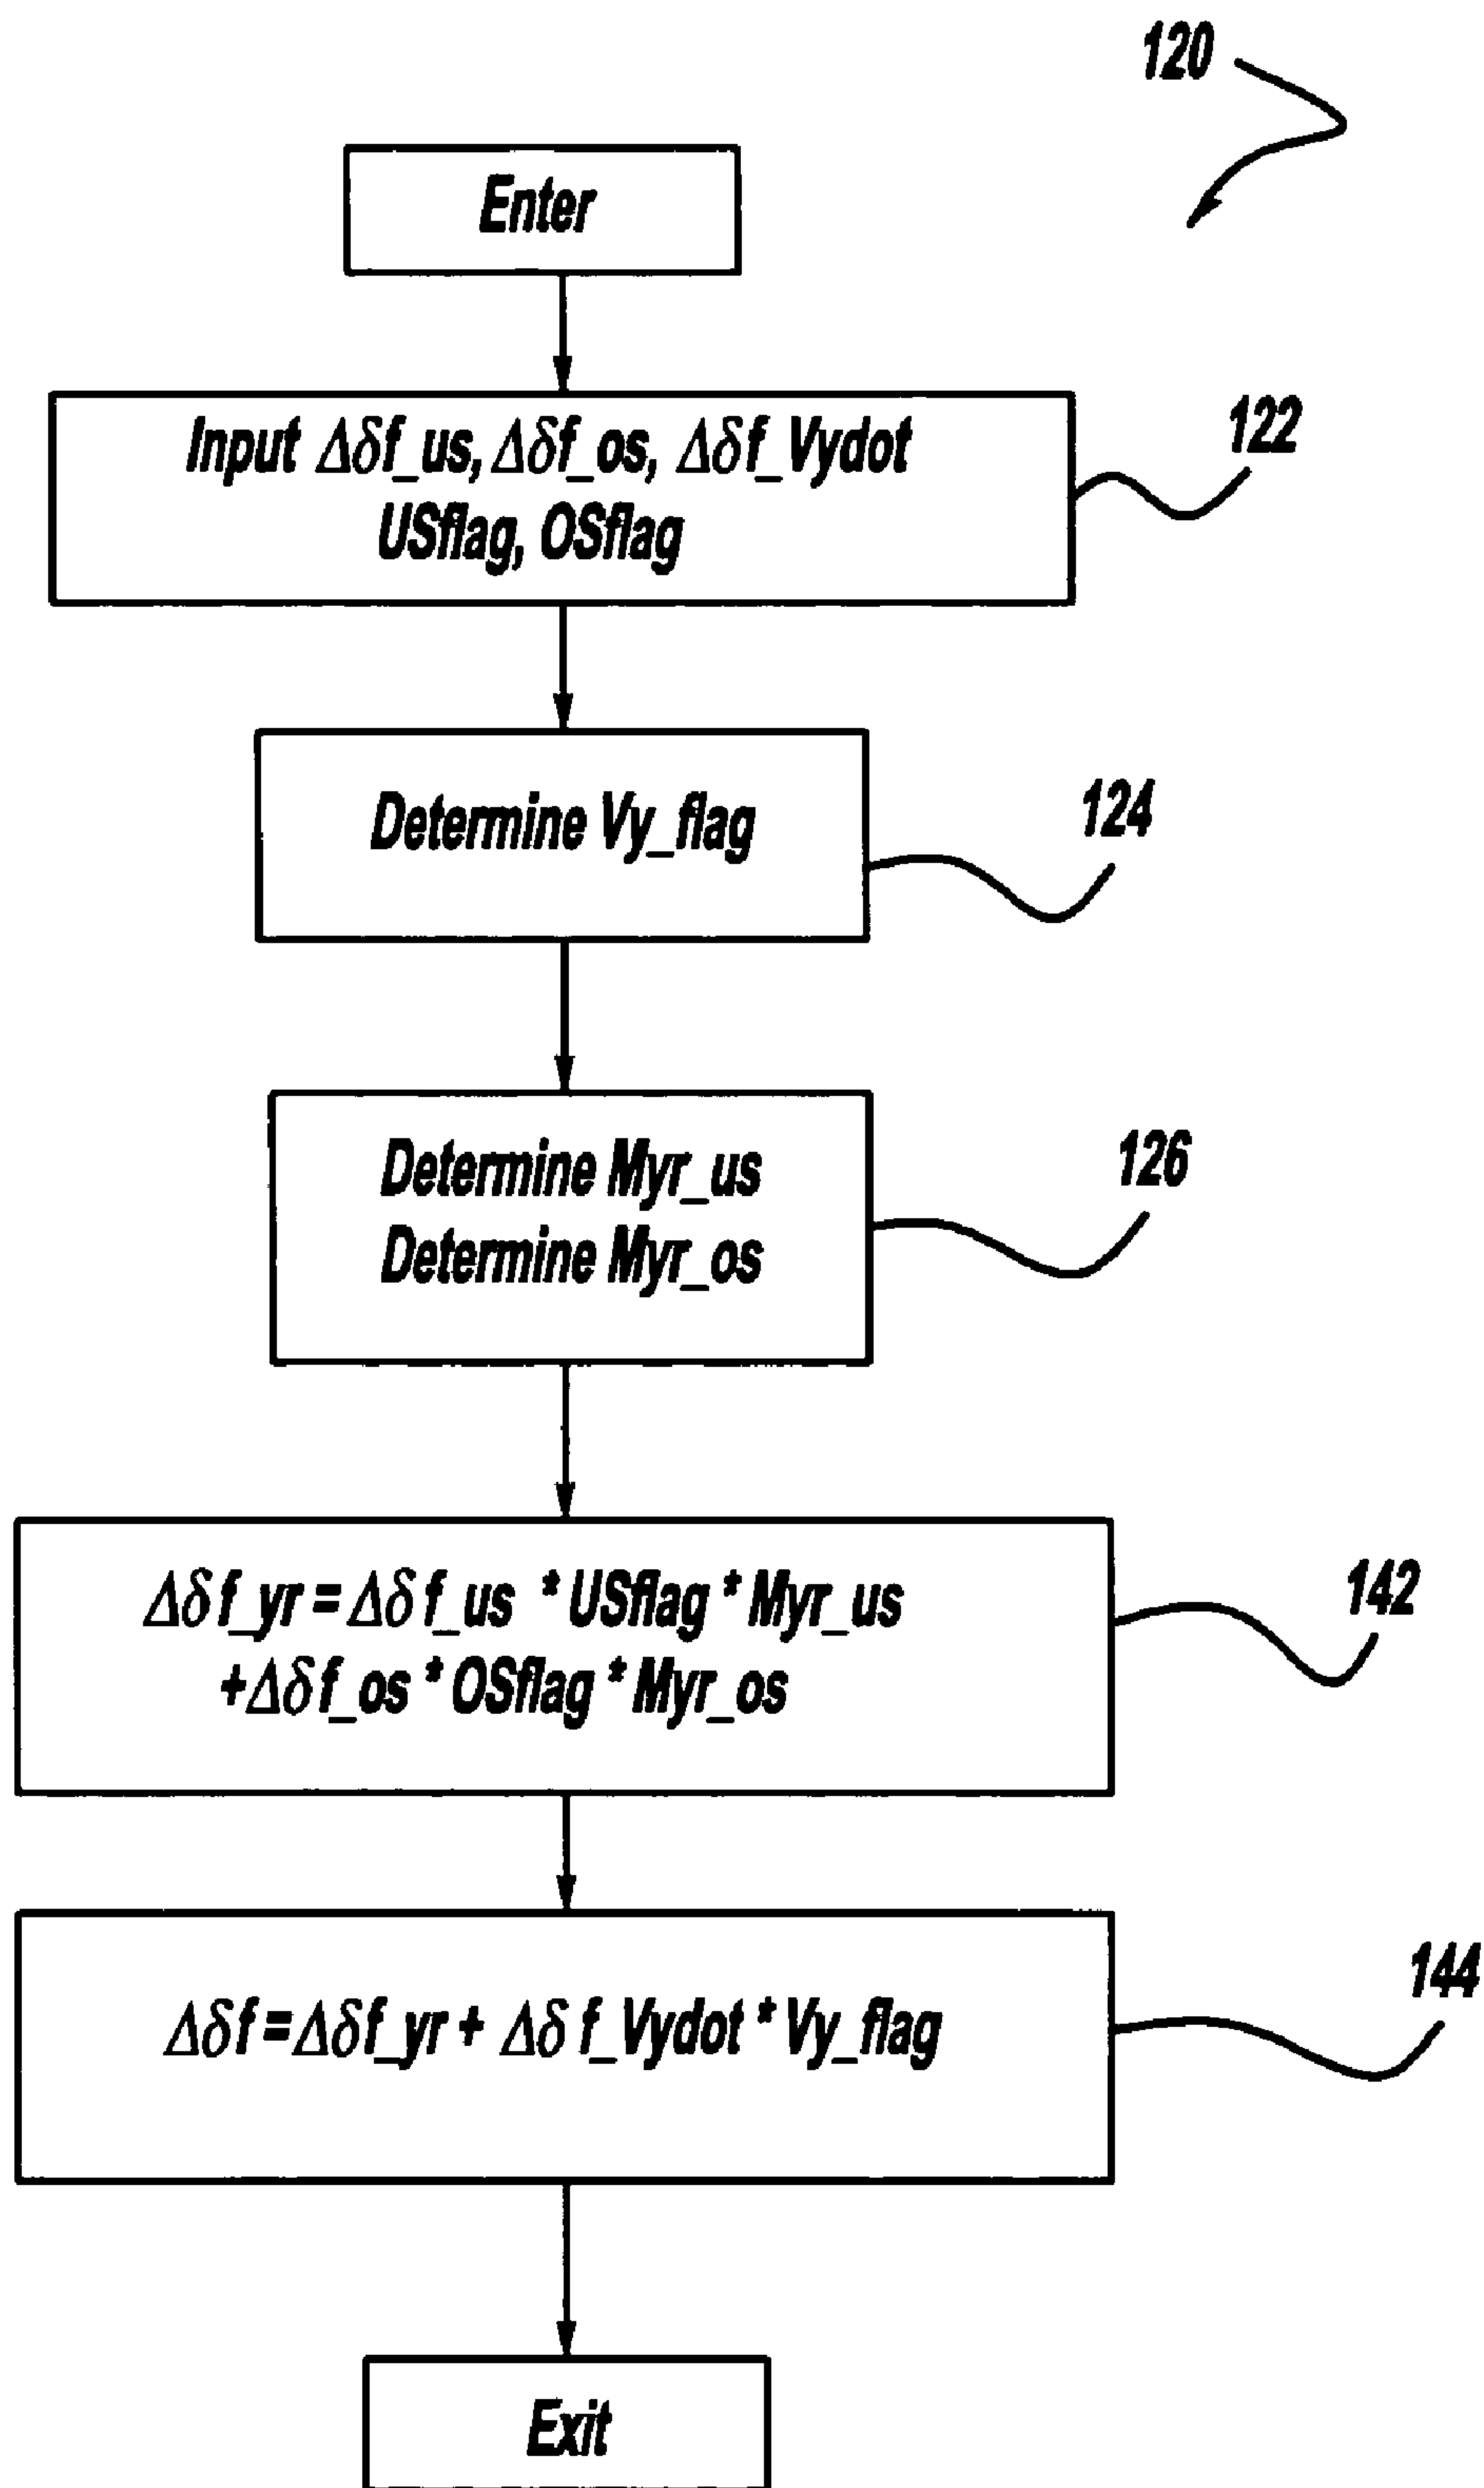 120
Enter
Input Δδf_us, Δδf_os, Δδf_Vydot
USflag, OSflag
122
Determine Vy_flag
124
Determine Myr_us
Determine Myr_os
126
Δδf_yr = Δδf_us * USflag * Myr_us
+Δδf_os * OSflag * Myr_os
142
Δδf = Δδf_yr + Δδf_Vydot * Vy_flag
144
Exit